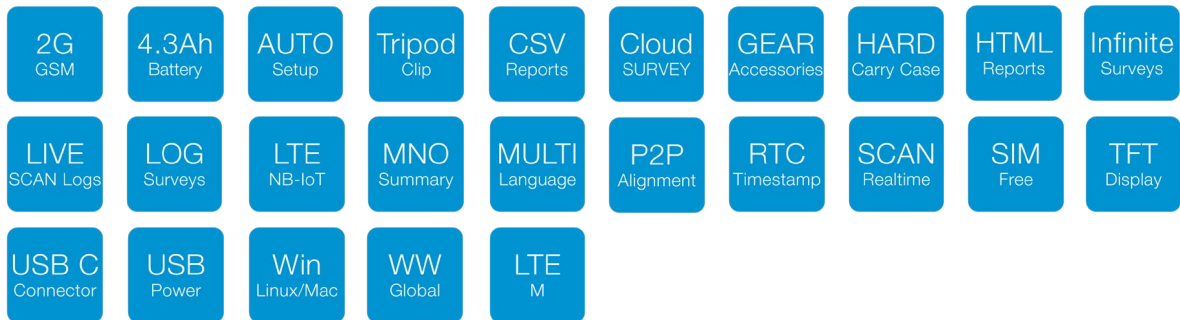 2G
GSM
4.3Ah
Battery
AUTO
Setup
Tripod
Clip
CSV
Reports
Cloud
SURVEY
GEAR
Accessories
HARD
Carry Case
HTML
Reports
Infinite
Surveys
LIVE
SCAN Logs
LOG
Surveys
LTE
NB-IoT
MNO
Summary
MULTI
Language
P2P
Alignment
RTC
Timestamp
SCAN
Realtime
SIM
Free
TFT
Display
USB C
Connector
USB
Power
Win
Linux/Mac
WW
Global
LTE
M